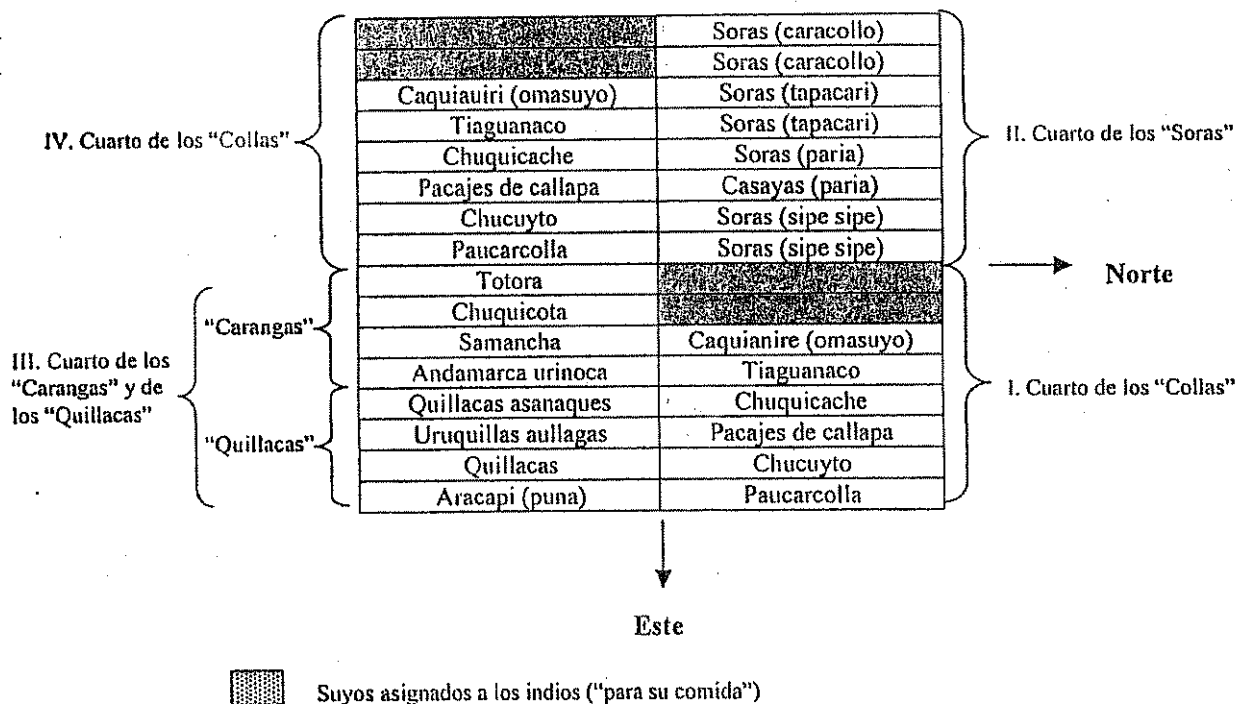 Soras (caracollo)
Soras (caracollo)
Caquiauiri (omasuyo) Soras (tapacari)
Tiaguanaco Soras (tapacari)
IV. Cuarto de los "Collas"
II. Cuarto de los "Soras"
Chuquicache Soras (paria)
Pacajes de callapa Casayas (paria)
Chucuyto Soras (sipe sipe)
Paucarcolla Soras (sipe sipe)
Totora
Norte
Chuquicota
"Carangas"
Samancha Caquianire (omasuyo)
III. Cuarto de los
"Carangas" y de
los "Quillacas"
Andamarca urinoca Tiaguanaco
I. Cuarto de los "Collas"
Quillacas asanaques Chuquicache
"Quillacas"
Uruquillas aullagas Pacajes de callapa
Quillacas Chucuyto
Aracapi (puna) Paucarcolla
Este
Suyos asignados a los indios ("para su comida")